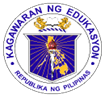 KAGAWARAN NG EDUKASYON
REPUBLIKA NG PILIPINAS